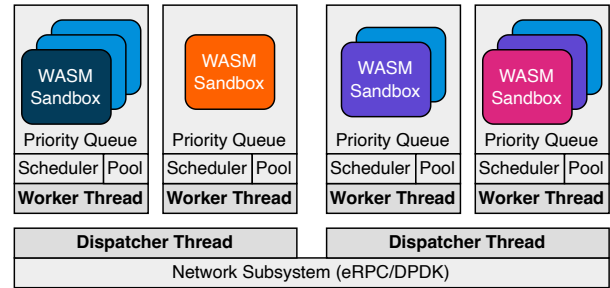 WASM
Sandbox
Priority Queue
Scheduler Pool
Worker Thread
WASM
Sandbox
Priority Queue
Scheduler Pool
Worker Thread
WASM
Sandbox
Priority Queue
Scheduler Pool
Worker Thread
WASM
Sandbox
Priority Queue
Scheduler Pool
Worker Thread
Dispatcher Thread
Dispatcher Thread
Network Subsystem (eRPC/DPDK)